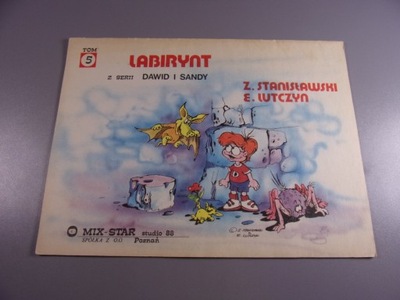 TOM
5
LABIRYNT
Z SERII DAWID I SANDY
Z. STANISŁAWSKI
E. LUTCZYN
MIX-STAR studio 88
SPÓŁKA Z O.O. Poznań